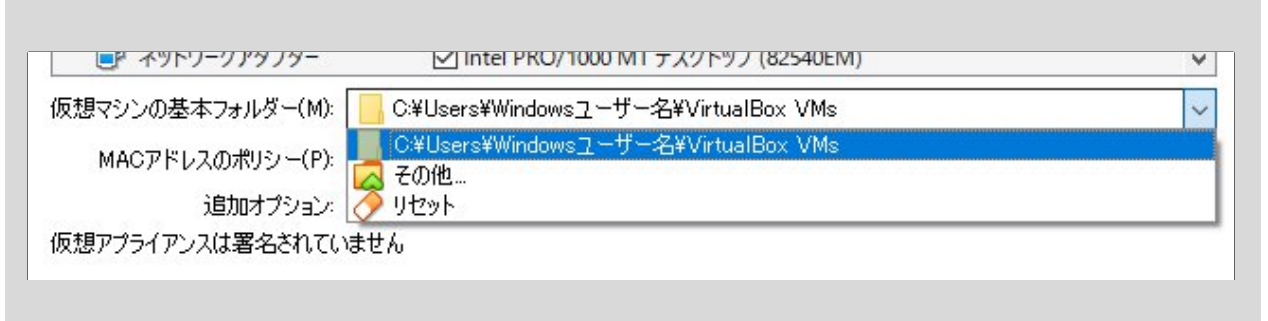 ネットワークアダプター ☑ Intel PRO/1000 MT デスクトップ (82540EM)
仮想マシンの基本フォルダー(M): C:¥Users¥Windowsユーザー名¥VirtualBox VMs
C:¥Users¥Windowsユーザー名¥VirtualBox VMs
MACアドレスのポリシー(P):
その他...
追加オプション: リセット
仮想アプライアンスは署名されていません